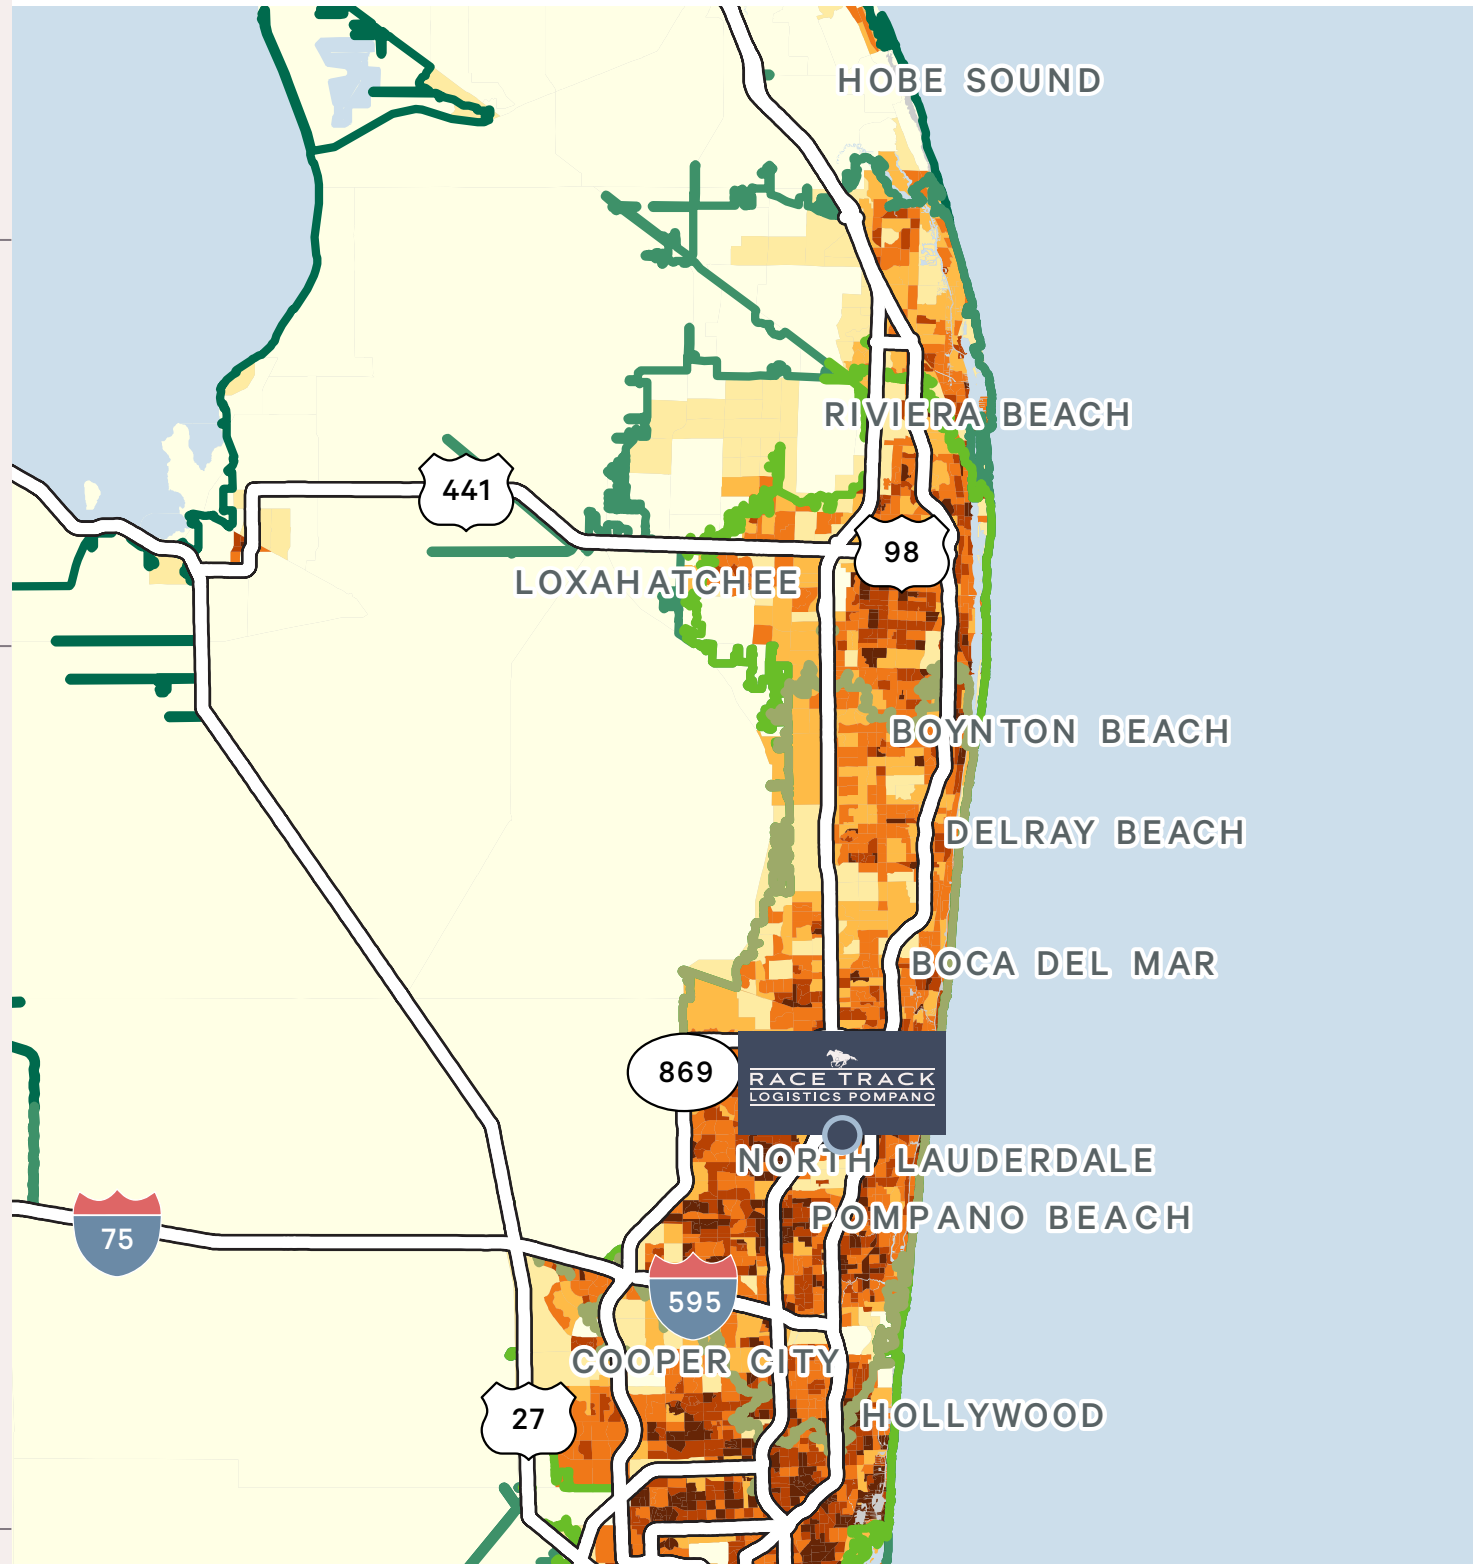 HOBE SOUND
RIVIERA BEACH
441
98
LOXAHATCHEE
BOYNTON BEACH
DELRAY BEACH
BOCA DEL MAR
869
RACE TRACK
LOGISTICS POMPANO
NORTH LAUDERDALE
POMPANO BEACH
75
595
COOPER CITY
27
HOLLYWOOD